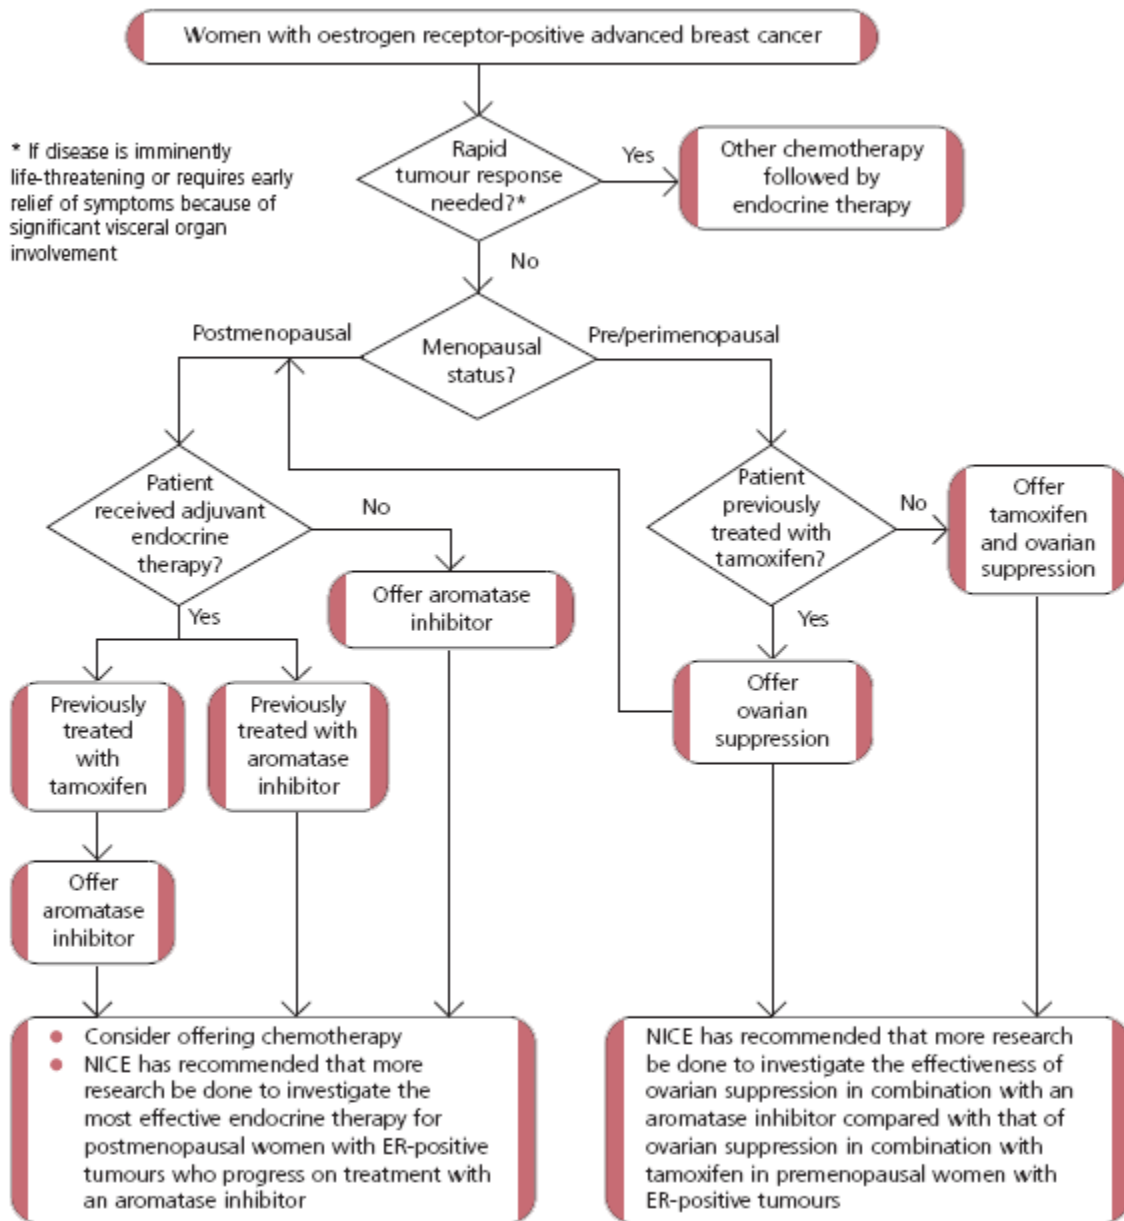 Women with oestrogen receptor-positive advanced breast cancer
* If disease is imminently
life-threatening or requires early
relief of symptoms because of
significant visceral organ
involvement
Rapid
tumour response
needed?*
Yes
Other chemotherapy
followed by
endocrine therapy
No
Postmenopausal
Menopausal
status?
Pre/perimenopausal
Patient
received adjuvant
endocrine
therapy?
No
Offer aromatase
inhibitor
Yes
Previously
treated
with
tamoxifen
Previously
treated with
aromatase
inhibitor
Offer
aromatase
inhibitor
Patient
previously
treated with
tamoxifen?
No
Offer
tamoxifen
and ovarian
suppression
Yes
Offer
ovarian
suppression
● Consider offering chemotherapy
● NICE has recommended that more
research be done to investigate the
most effective endocrine therapy for
postmenopausal women with ER-positive
tumours who progress on treatment with
an aromatase inhibitor
NICE has recommended that more research
be done to investigate the effectiveness of
ovarian suppression in combination with an
aromatase inhibitor compared with that of
ovarian suppression in combination with
tamoxifen in premenopausal women with
ER-positive tumours